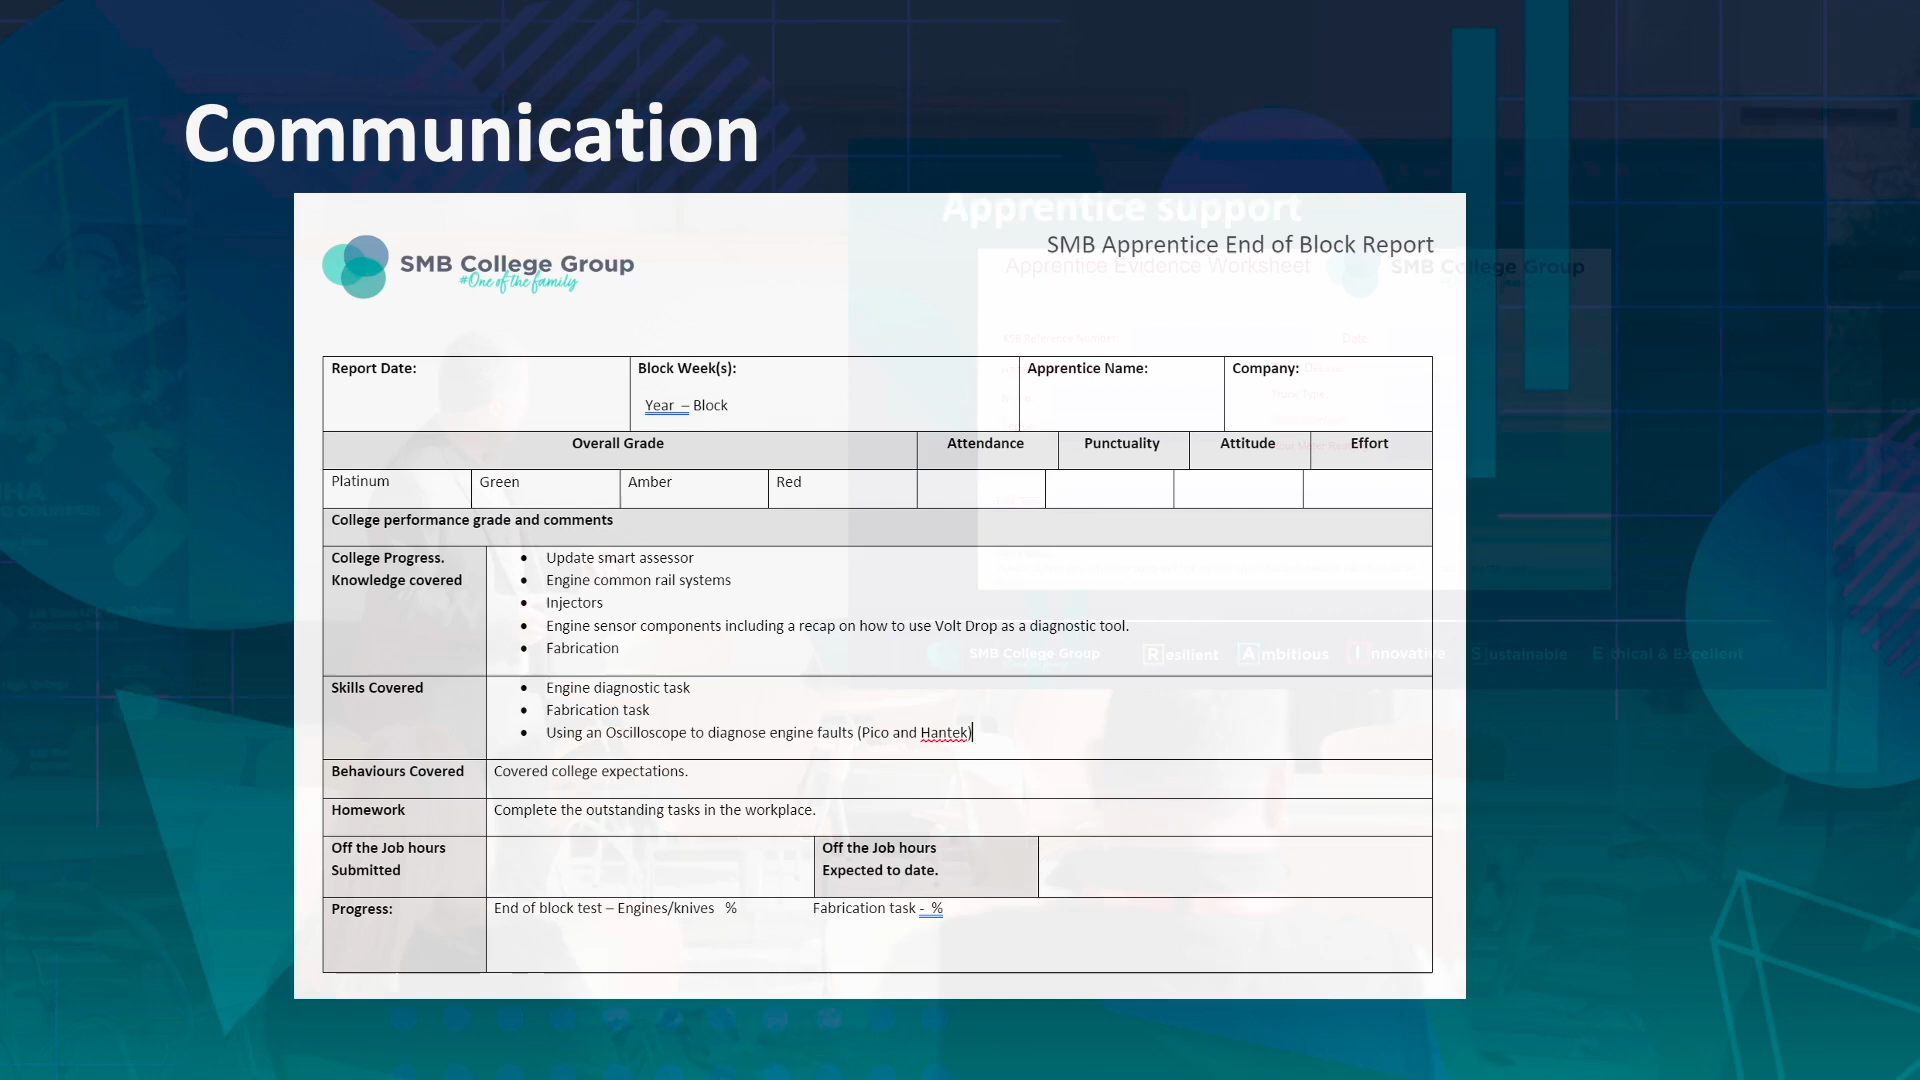 Communication
Apprentice support
SMB Apprentice End of Block Report
SMB College Group
#One of the family
Apprentice Evidence Worksheet
SMB College Group
Date:
Report Date:
Block Week(s):
Apprentice Name:
Company:
Year – Block
Overall Grade
Attendance
Punctuality
Attitude
Effort
Platinum
Green
Amber
Red
College performance grade and comments
College Progress.
Knowledge covered
• Update smart assessor
• Engine common rail systems
• Injectors
• Engine sensor components including a recap on how to use Volt Drop as a diagnostic tool.
• Fabrication
SMB College Group
Resilient
Ambitious
Innovative
Sustainable
Ethical & Excellent
Skills Covered
• Engine diagnostic task
• Fabrication task
• Using an Oscilloscope to diagnose engine faults (Pico and Hantek)
Behaviours Covered
Covered college expectations.
Homework
Complete the outstanding tasks in the workplace.
Off the Job hours
Submitted
Off the Job hours
Expected to date.
Progress:
End of block test – Engines/knives %
Fabrication task - %